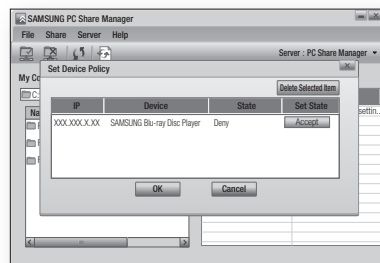 SAMSUNG PC Share Manager
File Share Server Help
Server : PC Share Manager
Set Device Policy
My Co
C:
Delete Selected Item
IP Device State Set State
Na
settin..
XXX.XXX.X.XX SAMSUNG Blu-ray Disc Player Deny Accept
OK Cancel